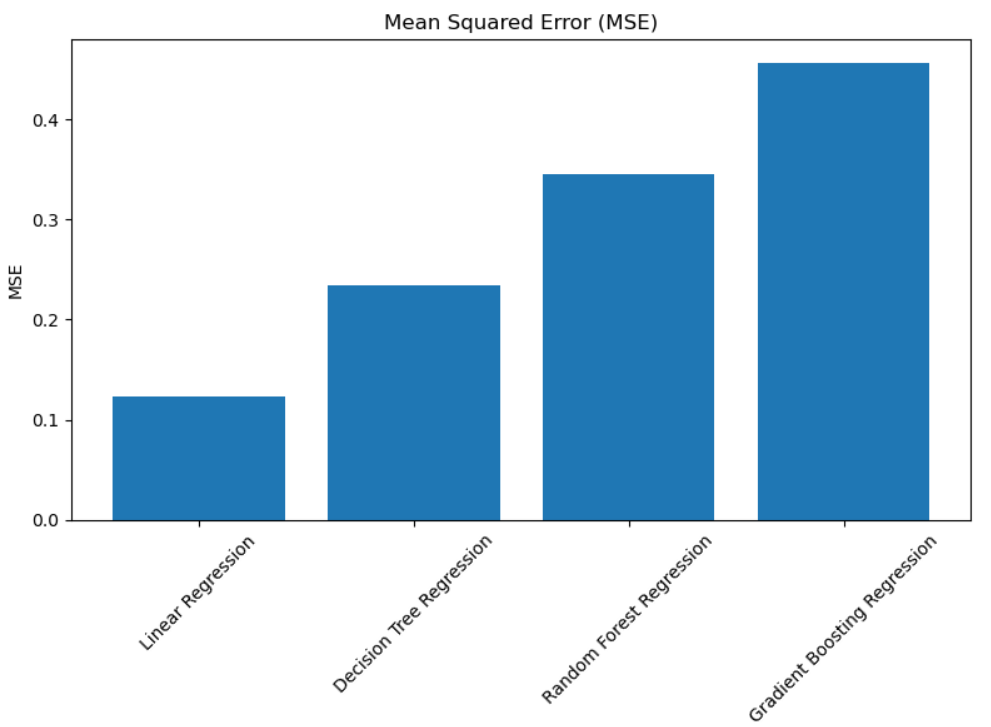 Mean Squared Error (MSE)
MSE
0.4
0.3
0.2
0.1
0.0
Linear Regression
Decision Tree Regression
Random Forest Regression
Gradient Boosting Regression